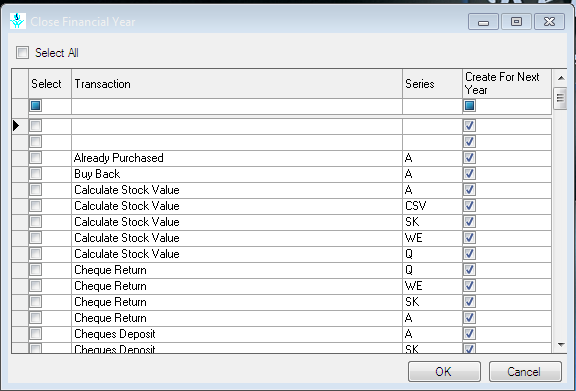 Close Financial Year
Select All
Select Transaction Series Create For Next Year
Already Purchased A
Buy Back A
Calculate Stock Value A
Calculate Stock Value CSV
Calculate Stock Value SK
Calculate Stock Value WE
Calculate Stock Value Q
Cheque Return Q
Cheque Return WE
Cheque Return SK
Cheque Return A
Cheques Deposit A
Cheques Deposit SK
OK Cancel